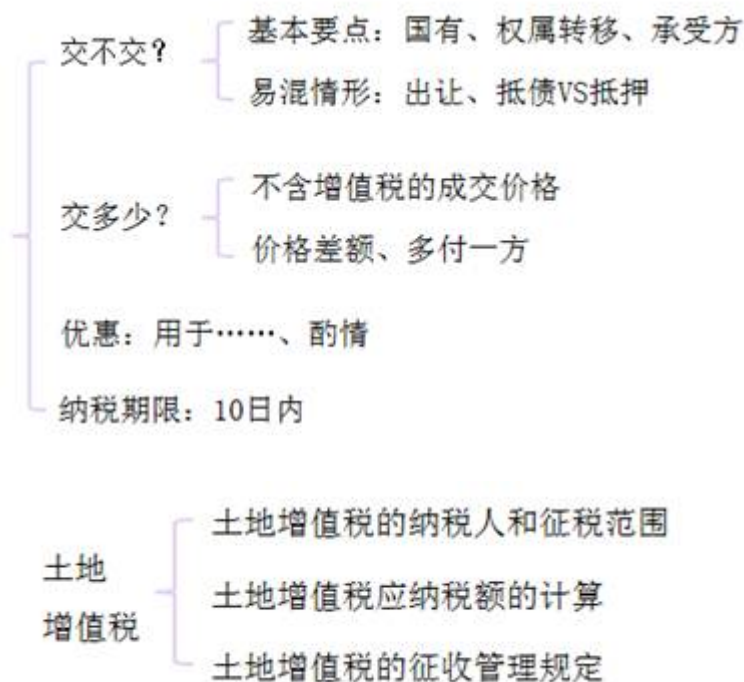 交不交?
基本要点：国有、权属转移、承受方
易混情形：出让、抵债VS抵押
交多少？
不含增值税的成交价格
价格差额、多付一方
优惠：用于……、酌情
纳税期限：10日内
土地
增值税
土地增值税的纳税人和征税范围
土地增值税应纳税额的计算
土地增值税的征收管理规定